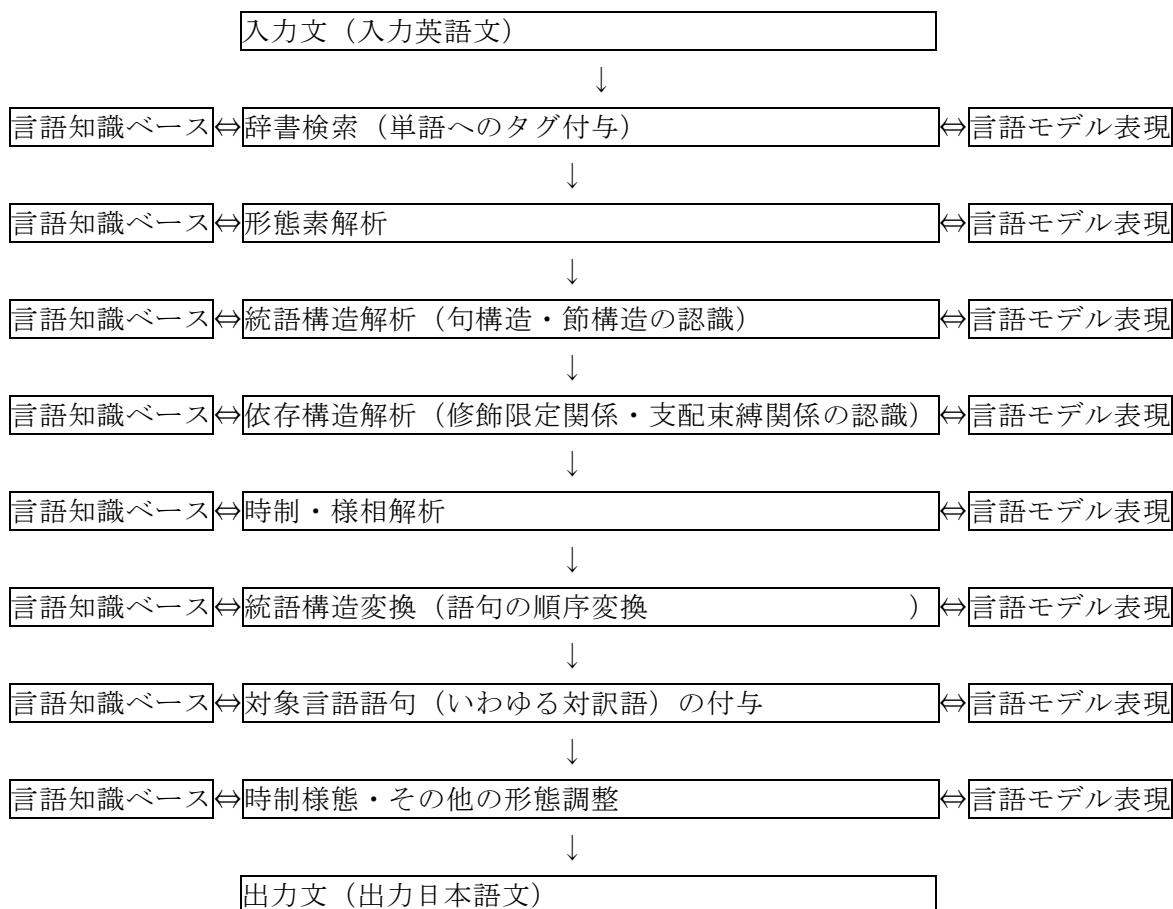 入力文（入力英語文）
↓
言語知識ベース⇔辞書検索（単語へのタグ付与）⇔言語モデル表現
↓
言語知識ベース⇔形態素解析⇔言語モデル表現
↓
言語知識ベース⇔統語構造解析（句構造・節構造の認識）⇔言語モデル表現
↓
言語知識ベース⇔依存構造解析（修飾限定関係・支配束縛関係の認識）⇔言語モデル表現
↓
言語知識ベース⇔時制・様相解析⇔言語モデル表現
↓
言語知識ベース⇔統語構造変換（語句の順序変換　　　　　　　　）⇔言語モデル表現
↓
言語知識ベース⇔対象言語語句（いわゆる対訳語）の付与⇔言語モデル表現
↓
言語知識ベース⇔時制様態・その他の形態調整⇔言語モデル表現
↓
出力文（出力日本語文）